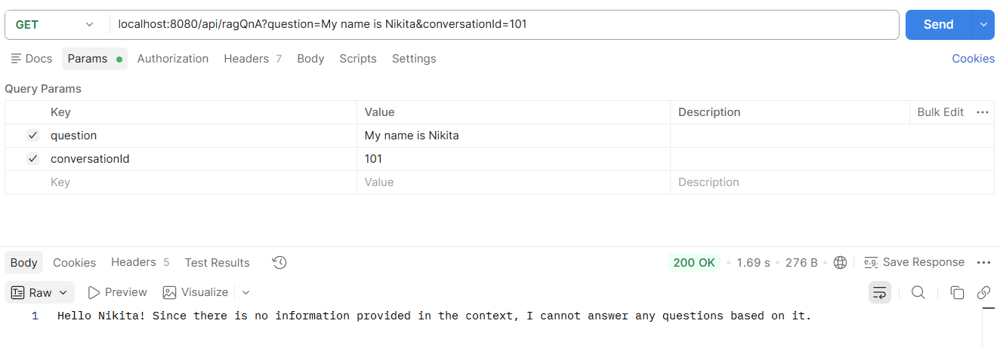 GET localhost:8080/api/ragQnA?question=My name is Nikita&conversationId=101 Send
Docs Params Authorization Headers 7 Body Scripts Settings Cookies
Query Params
Key Value Description Bulk Edit
question My name is Nikita
conversationId 101
Key Value Description
Body Cookies Headers 5 Test Results 200 OK 1.69 s 276 B e.g. Save Response
Raw Preview Visualize
1 Hello Nikita! Since there is no information provided in the context, I cannot answer any questions based on it.